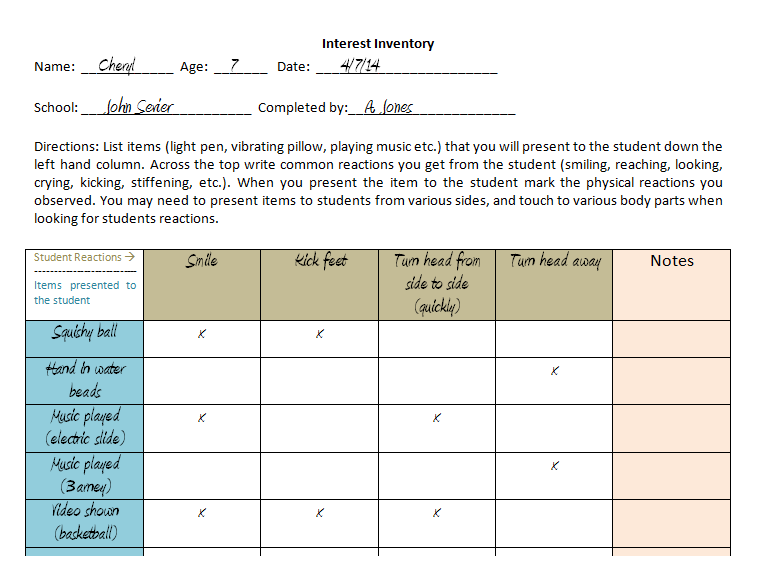 Interest Inventory
Name: Cheryl Age: 7 Date: 4/7/14
School: John Sevier Completed by: A Jones
Directions: List items (light pen, vibrating pillow, playing music etc.) that you will present to the student down the
left hand column. Across the top write common reactions you get from the student (smiling, reaching, looking,
crying, kicking, stiffening, etc.). When you present the item to the student mark the physical reactions you
observed. You may need to present items to students from various sides, and touch to various body parts when
looking for students reactions.
Student Reactions →
--------------------
Items presented to
the student
Smile
Kick feet
Turn head from
side to side
(quickly)
Turn head away
Notes
Squishy ball
x
x
Hand in water
beads
x
Music played
(electric slide)
x
x
Music played
(Barney)
x
Video shown
(basketball)
x
x
x